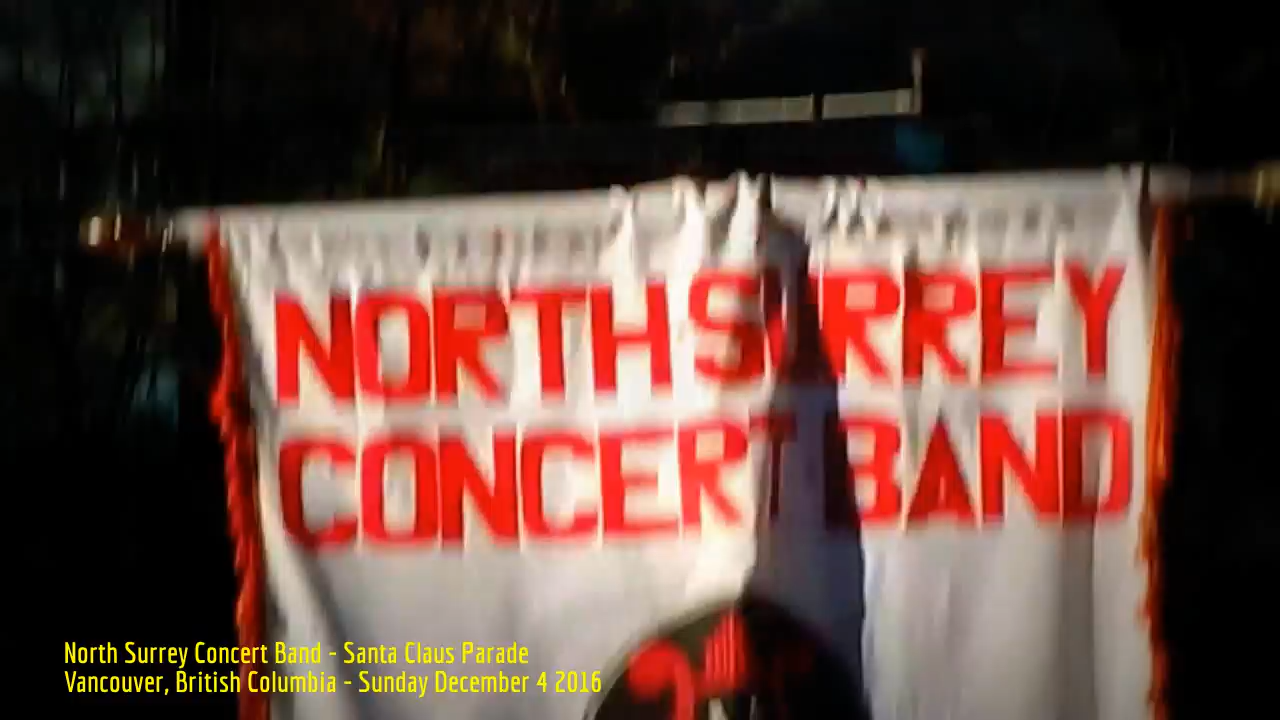 NORTH SURREY
CONCERT BAND
North Surrey Concert Band - Santa Claus Parade
Vancouver, British Columbia - Sunday December 4 2016